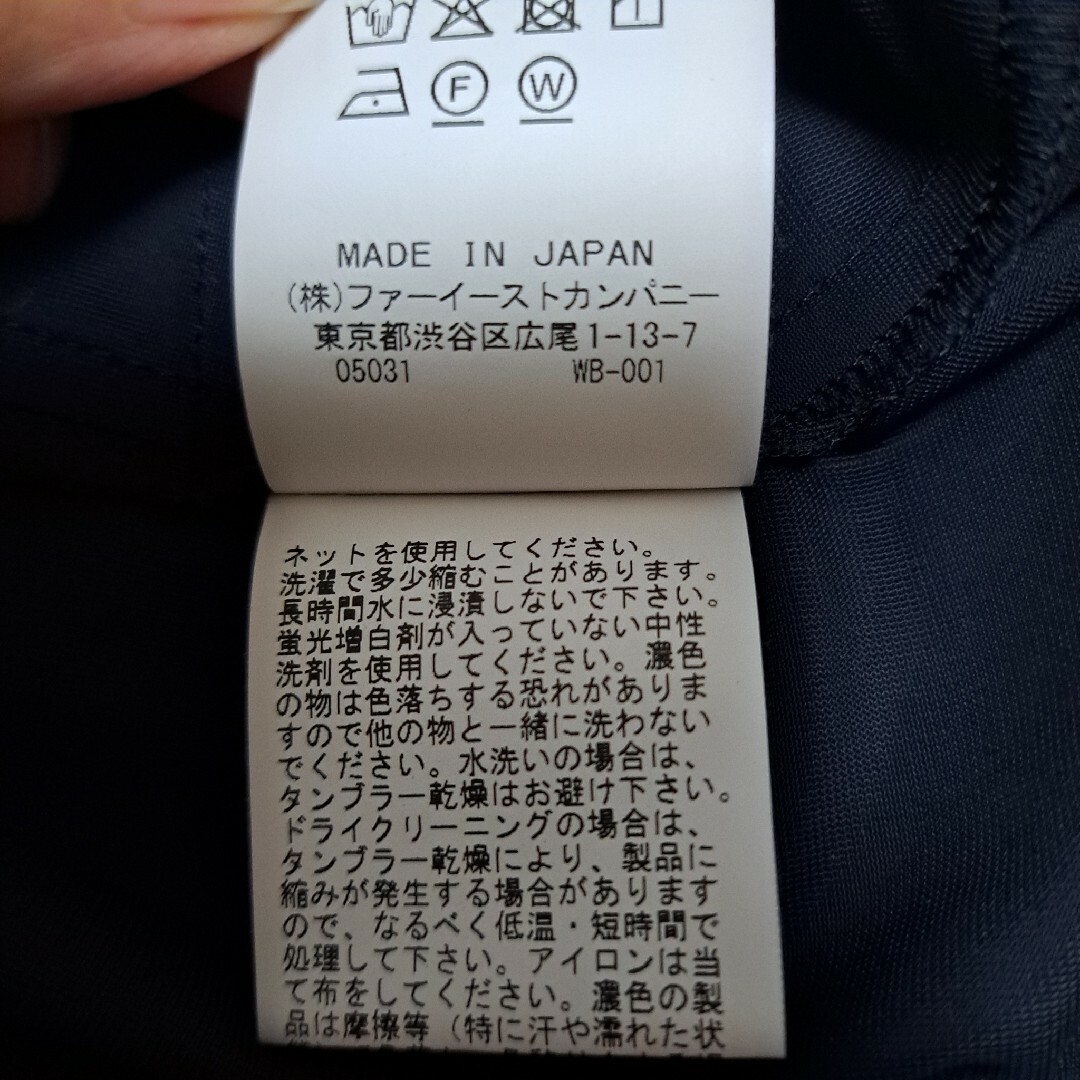 F W
MADE IN JAPAN
(株)ファーイーストカンパニー
東京都渋谷区広尾1-13-7
05031 WB-001
ネットを使用してください。
洗濯で多少縮むことがあります。
長時間水に浸漬しないで下さい。
蛍光増白剤が入っていない中性
洗剤を使用してください。濃色
の物は色落ちする恐れがありま
すので他の物と一緒に洗わない
でください。水洗いの場合は、
タンブラー乾燥はお避け下さい。
ドライクリーニングの場合は、
タンブラー乾燥により、製品に
縮みが発生する場合があります
ので、なるべく低温・短時間で
処理して下さい。アイロンは当
て布をしてください。濃色の製
品は摩擦等（特に汗や濡れた状